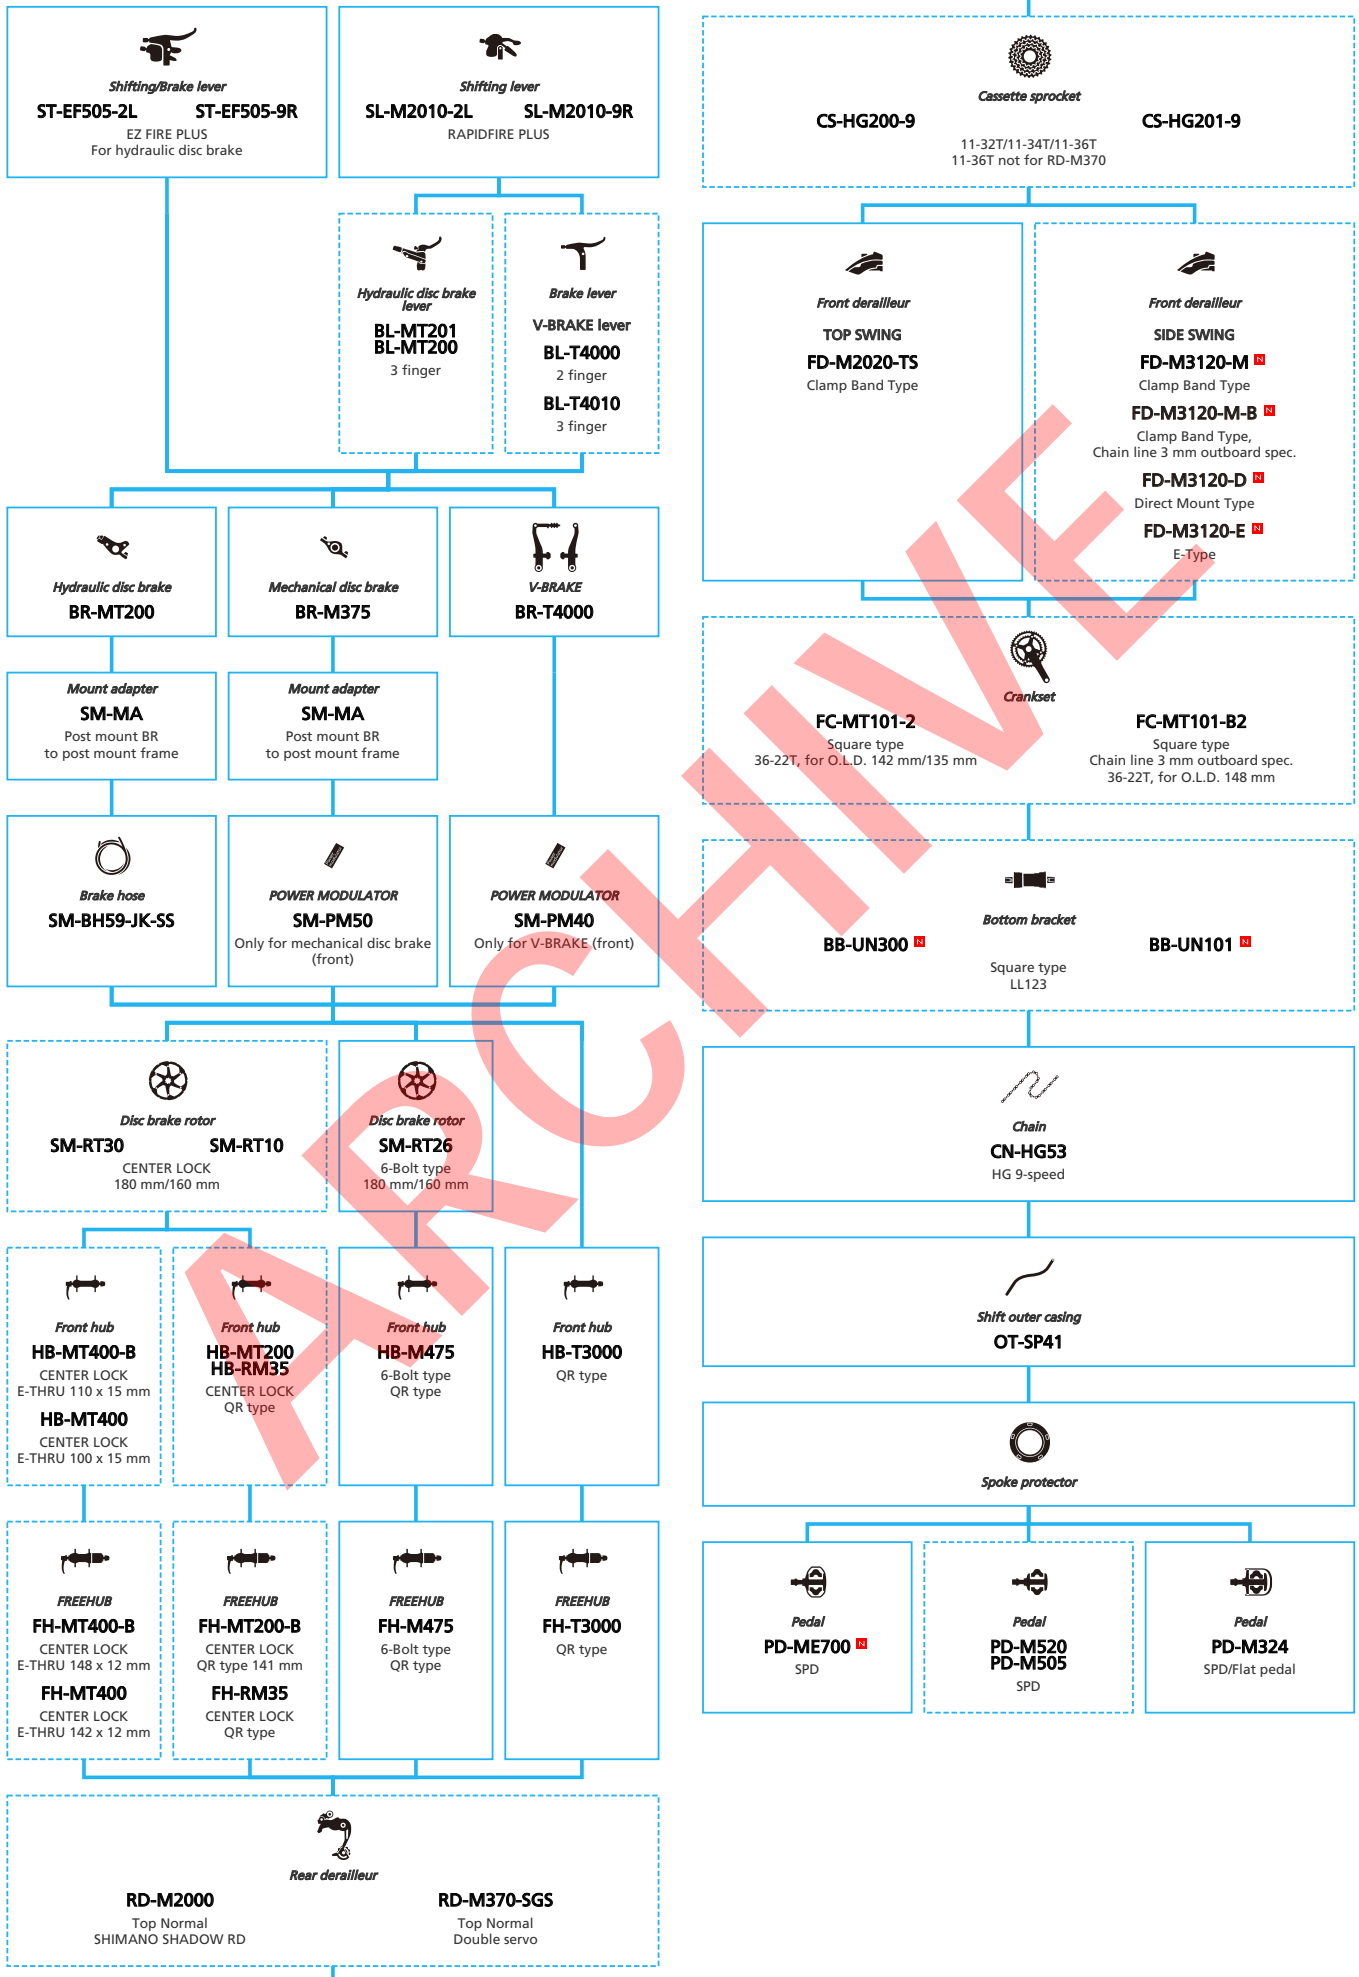 Shifting/Brake lever
ST-EF505-2L ST-EF505-9R
EZ FIRE PLUS
For hydraulic disc brake
Shifting lever
SL-M2010-2L SL-M2010-9R
RAPIDFIRE PLUS
Hydraulic disc brake
lever
BL-MT201
BL-MT200
3 finger
Brake lever
V-BRAKE lever
BL-T4000
2 finger
BL-T4010
3 finger
Hydraulic disc brake
BR-MT200
Mechanical disc brake
BR-M375
V-BRAKE
BR-T4000
Mount adapter
SM-MA
Post mount BR
to post mount frame
Mount adapter
SM-MA
Post mount BR
to post mount frame
Brake hose
SM-BH59-JK-SS
POWER MODULATOR
SM-PM50
Only for mechanical disc brake
(front)
POWER MODULATOR
SM-PM40
Only for V-BRAKE (front)
Disc brake rotor
SM-RT30 SM-RT10
CENTER LOCK
180 mm/160 mm
Disc brake rotor
SM-RT26
6-Bolt type
180 mm/160 mm
Front hub
HB-MT400-B
CENTER LOCK
E-THRU 110 x 15 mm
HB-MT400
CENTER LOCK
E-THRU 100 x 15 mm
Front hub
HB-MT200
HB-RM35
CENTER LOCK
QR type
Front hub
HB-M475
6-Bolt type
QR type
Front hub
HB-T3000
QR type
FREEHUB
FH-MT400-B
CENTER LOCK
E-THRU 148 x 12 mm
FH-MT400
CENTER LOCK
E-THRU 142 x 12 mm
FREEHUB
FH-MT200-B
CENTER LOCK
QR type 141 mm
FH-RM35
CENTER LOCK
QR type
FREEHUB
FH-M475
6-Bolt type
QR type
FREEHUB
FH-T3000
QR type
Rear derailleur
RD-M2000
Top Normal
SHIMANO SHADOW RD
RD-M370-SGS
Top Normal
Double servo
Cassette sprocket
CS-HG200-9 CS-HG201-9
11-32T/11-34T/11-36T
11-36T not for RD-M370
Front derailleur
TOP SWING
FD-M2020-TS
Clamp Band Type
Front derailleur
SIDE SWING
FD-M3120-M N
Clamp Band Type
FD-M3120-M-B N
Clamp Band Type,
Chain line 3 mm outboard spec.
FD-M3120-D N
Direct Mount Type
FD-M3120-E N
E-Type
Crankset
FC-MT101-2
Square type
36-22T, for O.L.D. 142 mm/135 mm
FC-MT101-B2
Square type
Chain line 3 mm outboard spec.
36-22T, for O.L.D. 148 mm
Bottom bracket
BB-UN300 N BB-UN101 N
Square type
LL123
Chain
CN-HG53
HG 9-speed
Shift outer casing
OT-SP41
Spoke protector
Pedal
PD-ME700 N
SPD
Pedal
PD-M520
PD-M505
SPD
Pedal
PD-M324
SPD/Flat pedal
ARCHIVE